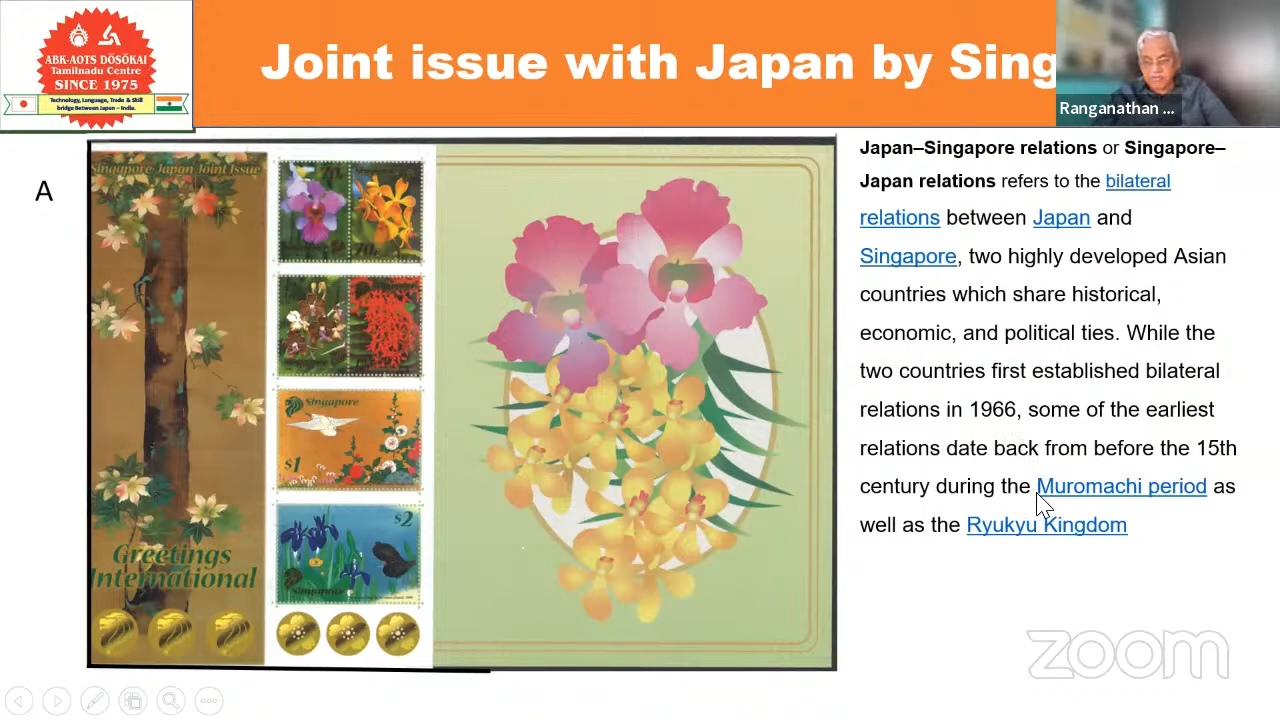 ABK-AOTS DŌSŌKAI
Tamilnadu Centre
SINCE 1975
Technology, Language, Trade & Skill
bridge Between Japan – India.
Joint issue with Japan by Sing
Ranganathan ...
A
Singapore Japan Joint Issue
70c
70c
Singapore
$1
$2
Singapore
Greetings
International
Japan–Singapore relations or Singapore–
Japan relations refers to the bilateral
relations between Japan and
Singapore, two highly developed Asian
countries which share historical,
economic, and political ties. While the
two countries first established bilateral
relations in 1966, some of the earliest
relations date back from before the 15th
century during the Muromachi period as
well as the Ryukyu Kingdom
zoom